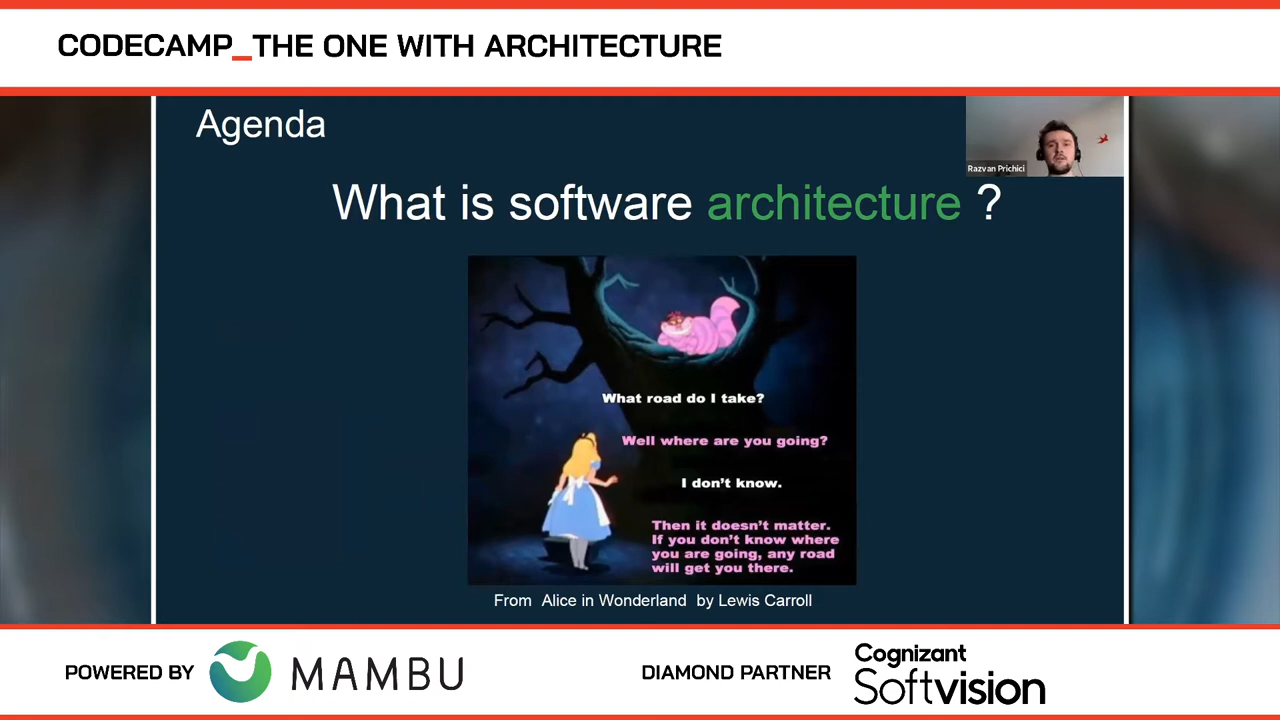 CODECAMP_THE ONE WITH ARCHITECTURE
Agenda
Razvan Prichici
What is software architecture ?
What road do I take?
Well where are you going?
I don't know.
Then it doesn't matter.
If you don't know where
you are going, any road
will get you there.
From Alice in Wonderland by Lewis Carroll
POWERED BY MAMBU
DIAMOND PARTNER
Cognizant
Softvision